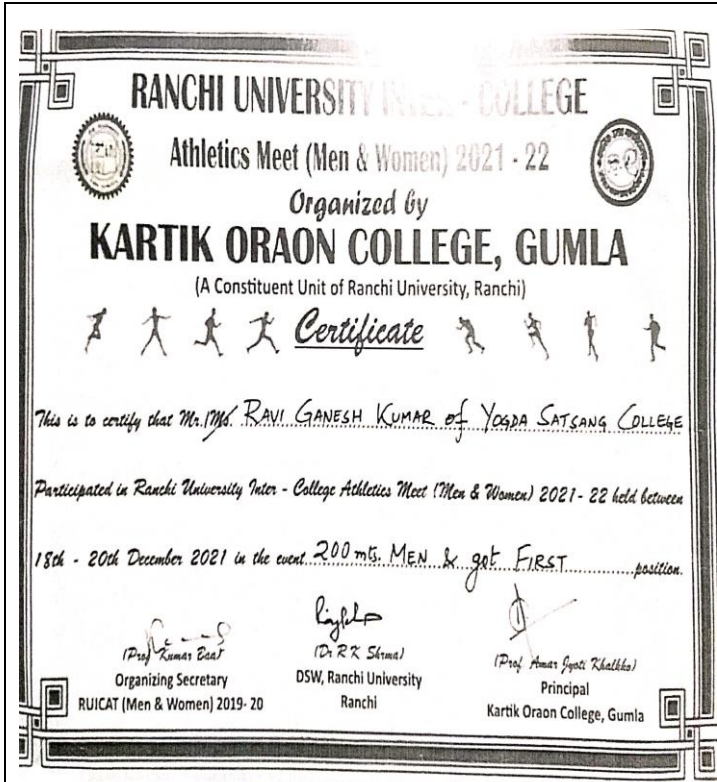 RANCHI UNIVERSITY INTER - COLLEGE
Athletics Meet (Men & Women) 2021 - 22
Organized by
KARTIK ORAON COLLEGE, GUMLA
(A Constituent Unit of Ranchi University, Ranchi)
Certificate
This is to certify that Mr./Ms. RAVI GANESH KUMAR of YOGDA SATSANG COLLEGE
Participated in Ranchi University Inter - College Athletics Meet (Men & Women) 2021 - 22 held between
18th - 20th December 2021 in the event 200 mts. MEN & got FIRST position.
(Prof Kumar Baa) (Dr R K Shrma) (Prof Amar Jyoti Khalkho)
Organizing Secretary DSW, Ranchi University Principal
RUICAT (Men & Women) 2019- 20 Ranchi Kartik Oraon College, Gumla